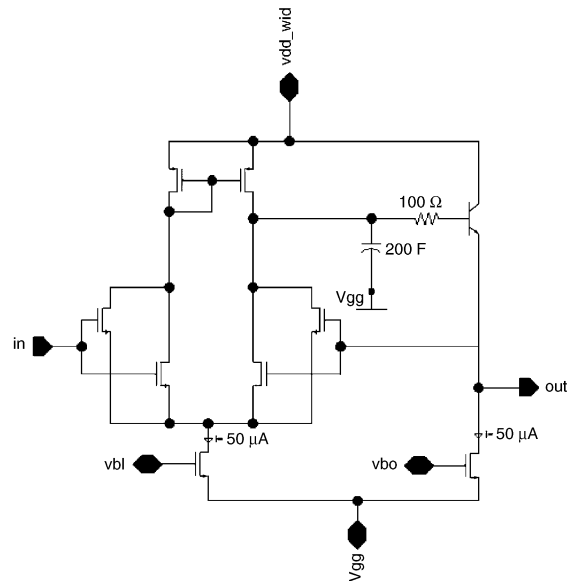 vdd_wid
100 Ω
200 F
Vgg
in
out
50 μA
50 μA
vbl
vbo
Vgg